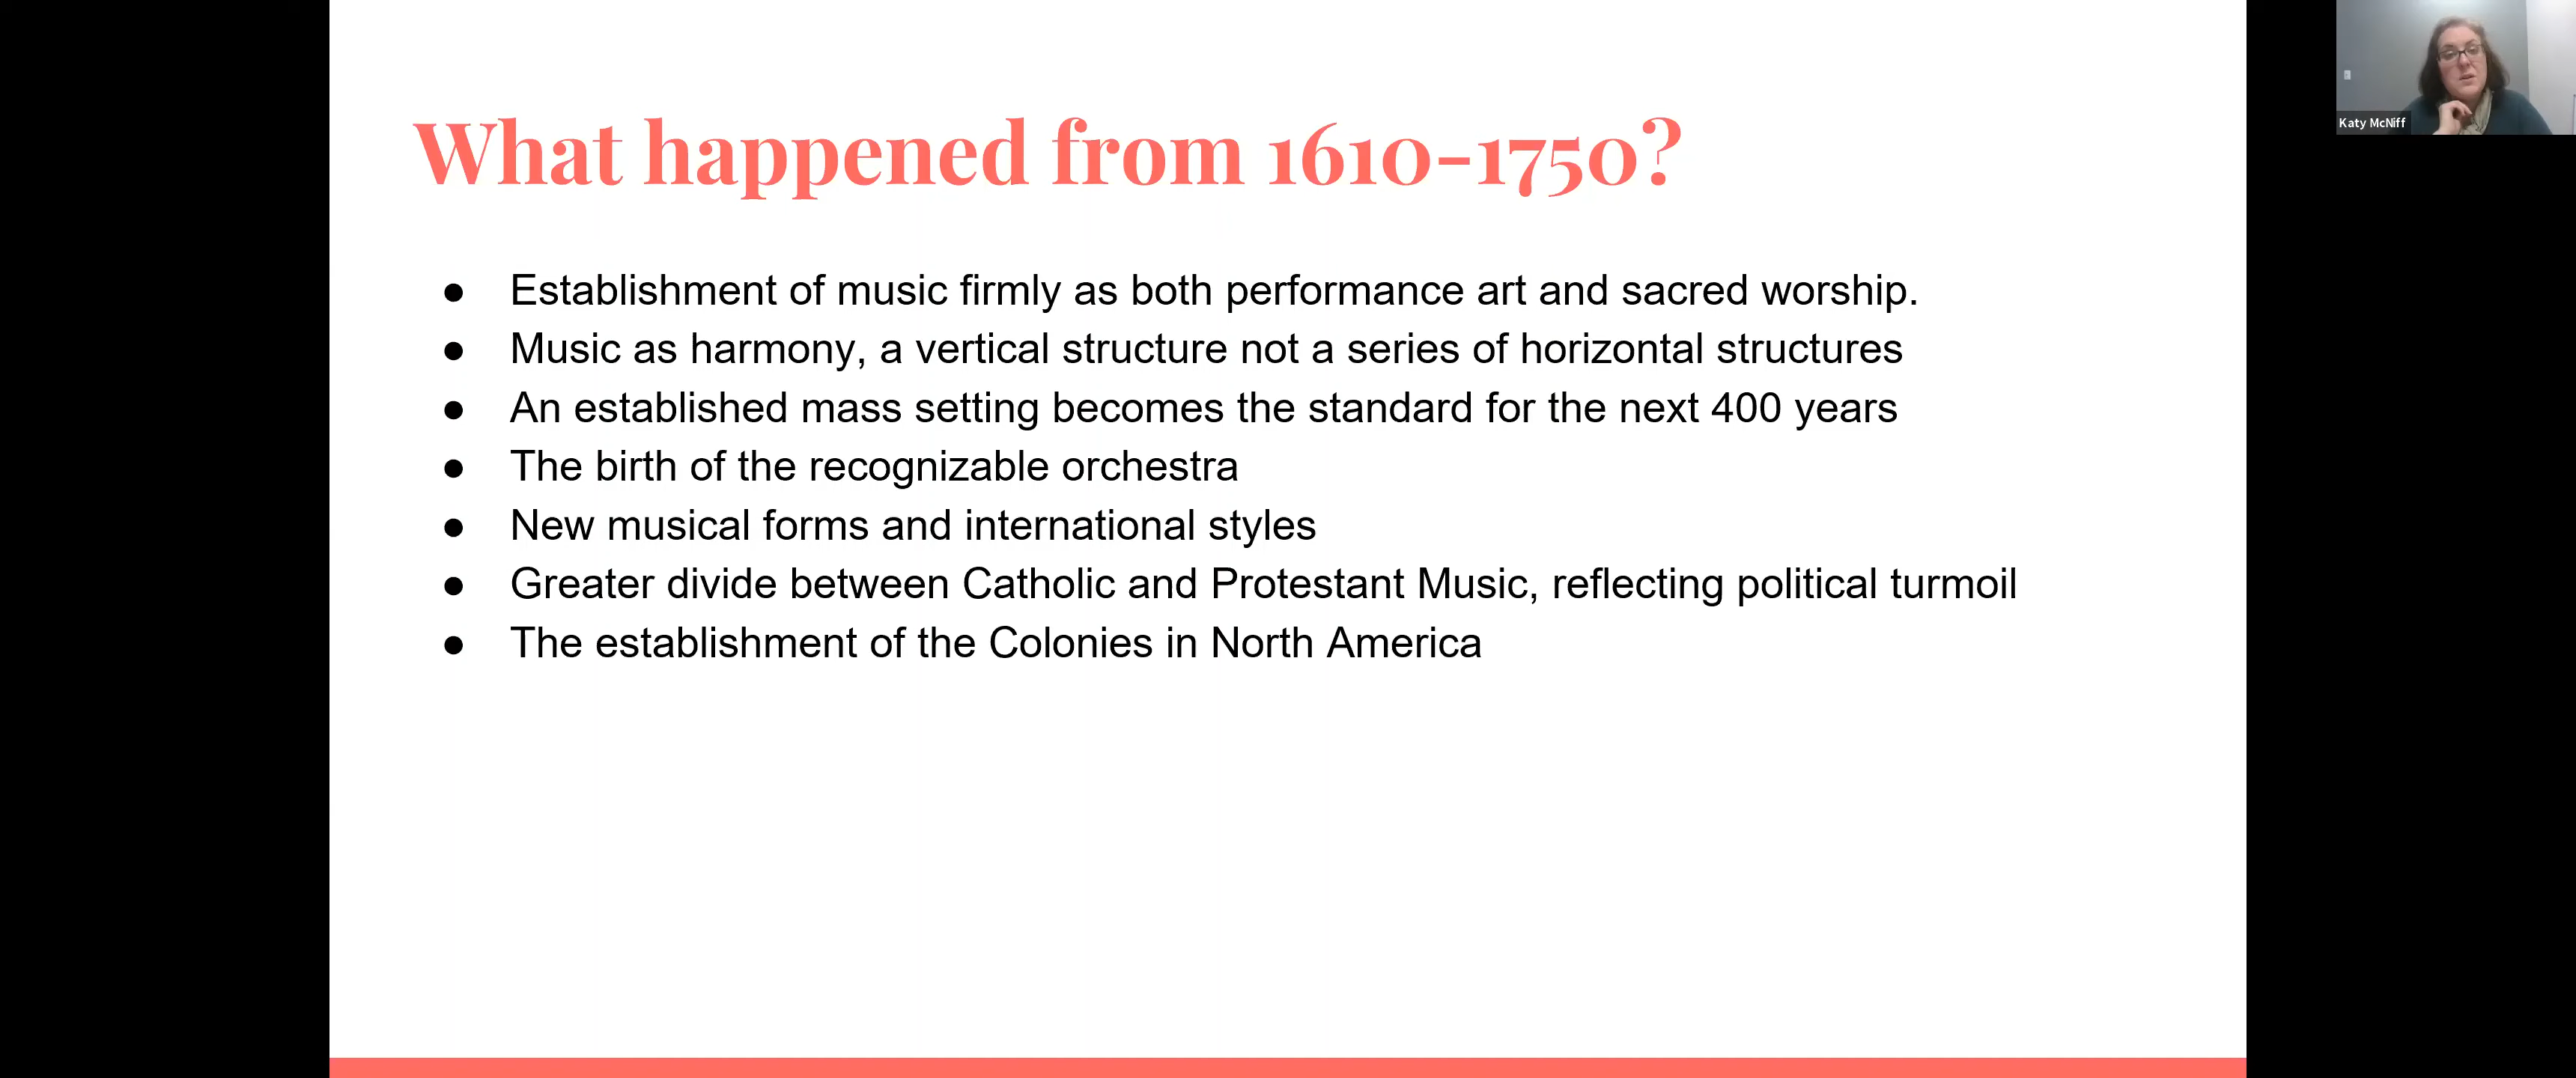 What happened from 1610-1750?
● Establishment of music firmly as both performance art and sacred worship.
● Music as harmony, a vertical structure not a series of horizontal structures
● An established mass setting becomes the standard for the next 400 years
● The birth of the recognizable orchestra
● New musical forms and international styles
● Greater divide between Catholic and Protestant Music, reflecting political turmoil
● The establishment of the Colonies in North America
Katy McNiff